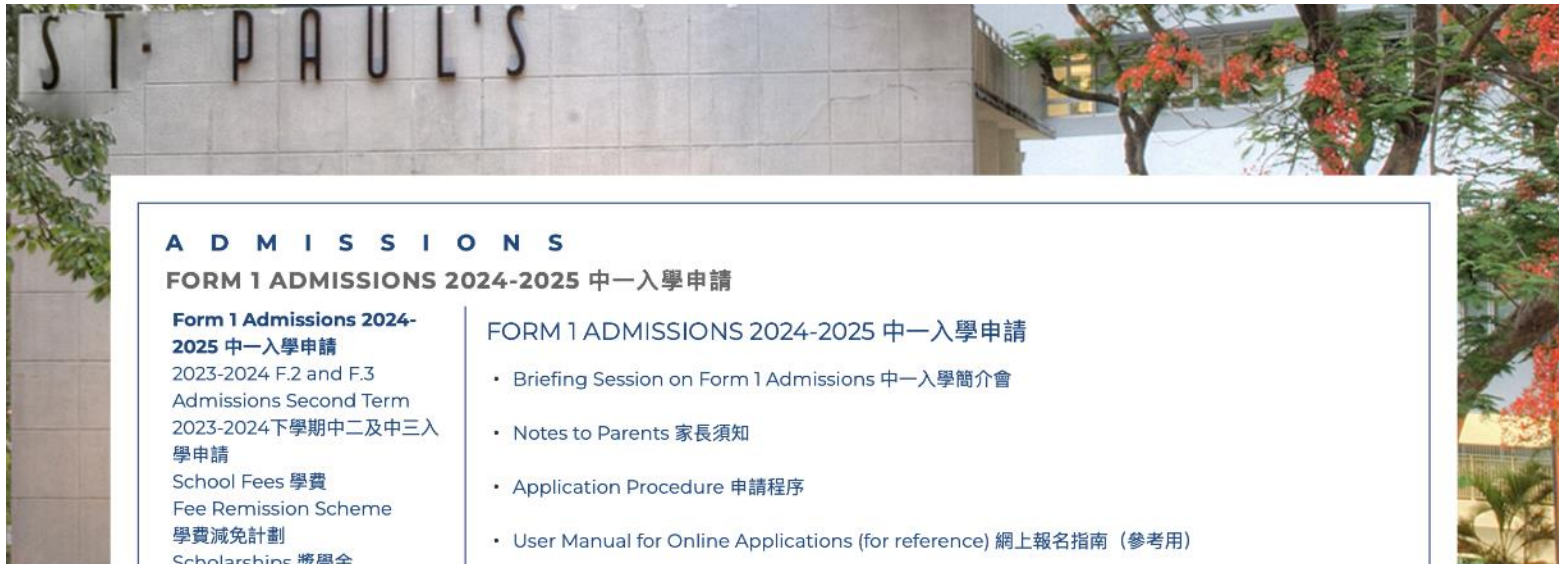 ST. PAUL'S
ADMISSIONS
FORM 1 ADMISSIONS 2024-2025 中一入學申請
Form 1 Admissions 2024-
2025 中一入學申請
2023-2024 F.2 and F.3
Admissions Second Term
2023-2024下學期中二及中三入
學申請
School Fees 學費
Fee Remission Scheme
學費減免計劃
Scholarships 獎學金
FORM 1 ADMISSIONS 2024-2025 中一入學申請
• Briefing Session on Form 1 Admissions 中一入學簡介會
• Notes to Parents 家長須知
• Application Procedure 申請程序
• User Manual for Online Applications (for reference) 網上報名指南（參考用）